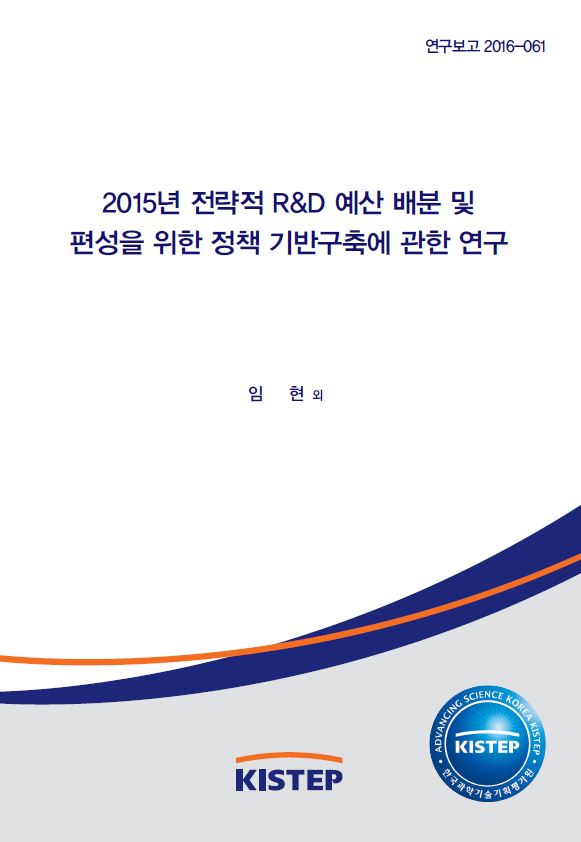 연구보고 2016-061
2015년 전략적 R&D 예산 배분 및
편성을 위한 정책 기반구축에 관한 연구
임 현 외
KISTEP
ADVANCING SCIENCE KOREA KISTEP
KISTEP
한국과학기술기획평가원